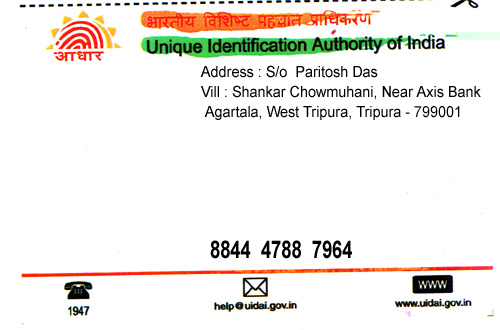 भारतीय विशिष्ट पहचान प्राधिकरण
आधार
Unique Identification Authority of India
Address : S/o Paritosh Das
Vill : Shankar Chowmuhani, Near Axis Bank
Agartala, West Tripura, Tripura - 799001
8844 4788 7964
1947
help@uidai.gov.in
WWW
www.uidai.gov.in